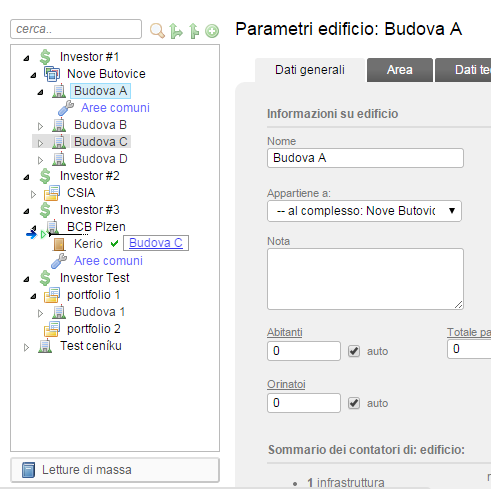 cerca..
Investor #1
Nove Butovice
Budova A
Aree comuni
Budova B
Budova C
Budova D
Investor #2
CSIA
Investor #3
BCB Plzen
Kerio
Budova C
Aree comuni
Investor Test
portfolio 1
Budova 1
portfolio 2
Test ceníku
Letture di massa
Parametri edificio: Budova A
Dati generali
Area
Dati te
Informazioni su edificio
Nome
Budova A
Appartiene a:
-- al complesso: Nove Butovic
Nota
Abitanti
Totale pa
0
auto
0
Orinatoi
0
auto
Sommario dei contatori di: edificio:
1 infrastruttura